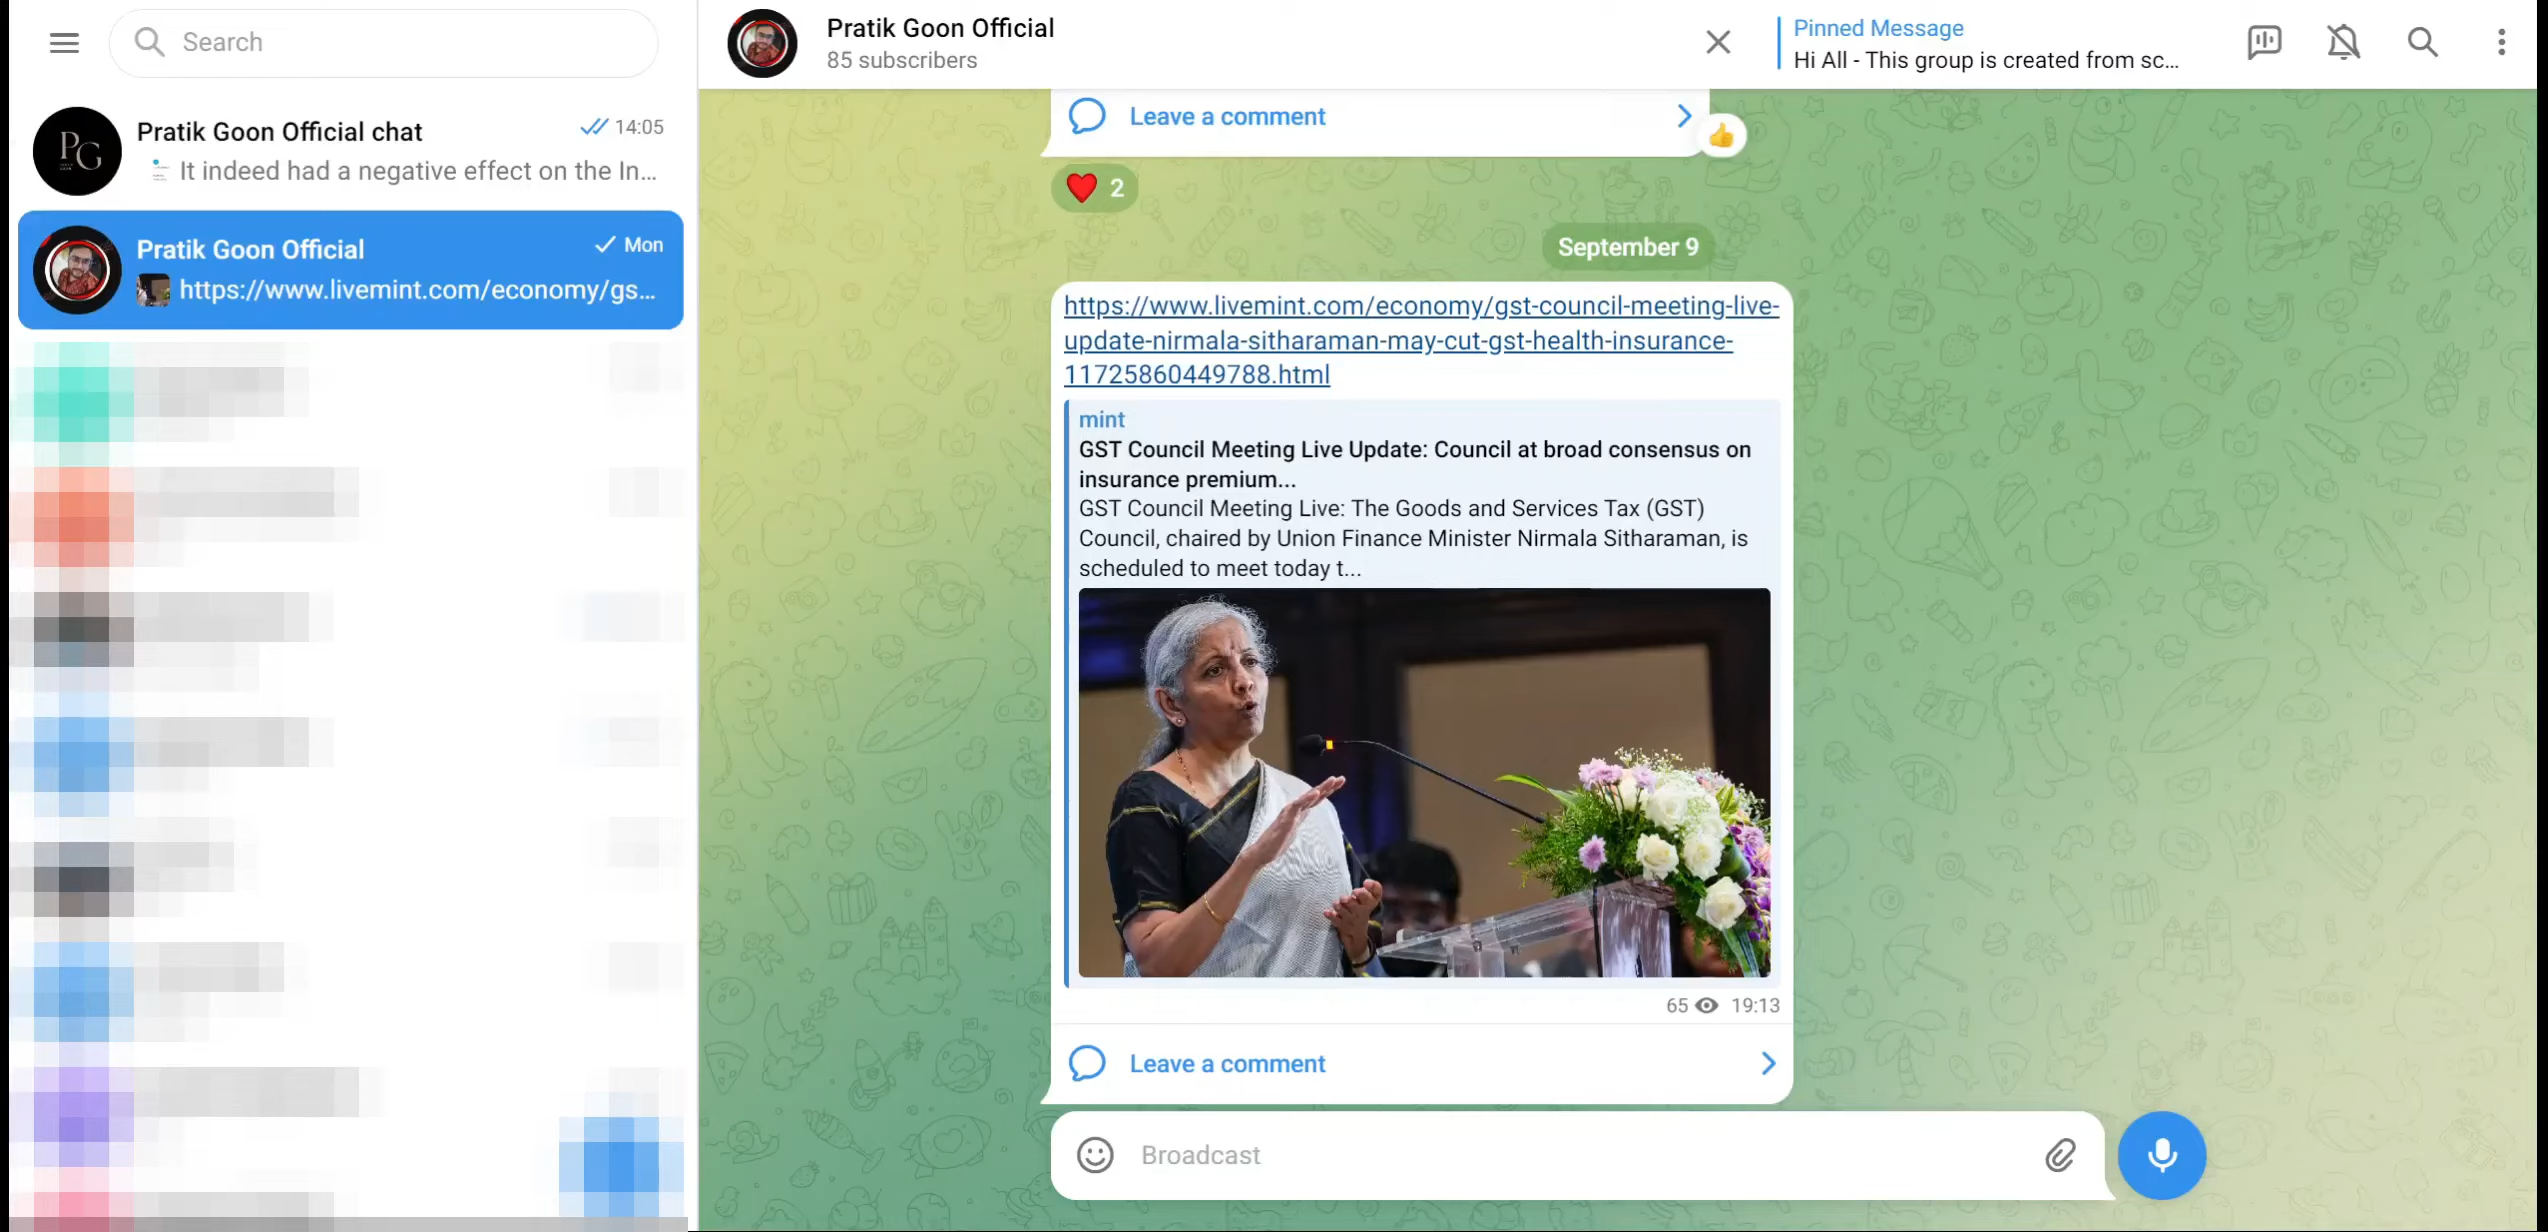 Search
Pratik Goon Official chat
14:05
It indeed had a negative effect on the In...
Pratik Goon Official
Mon
https://www.livemint.com/economy/gs...
Pratik Goon Official
85 subscribers
Pinned Message
Hi All - This group is created from sc...
Leave a comment
2
September 9
https://www.livemint.com/economy/gst-council-meeting-live-
update-nirmala-sitharaman-may-cut-gst-health-insurance-
11725860449788.html
mint
GST Council Meeting Live Update: Council at broad consensus on
insurance premium...
GST Council Meeting Live: The Goods and Services Tax (GST)
Council, chaired by Union Finance Minister Nirmala Sitharaman, is
scheduled to meet today t...
65 19:13
Leave a comment
Broadcast
PG